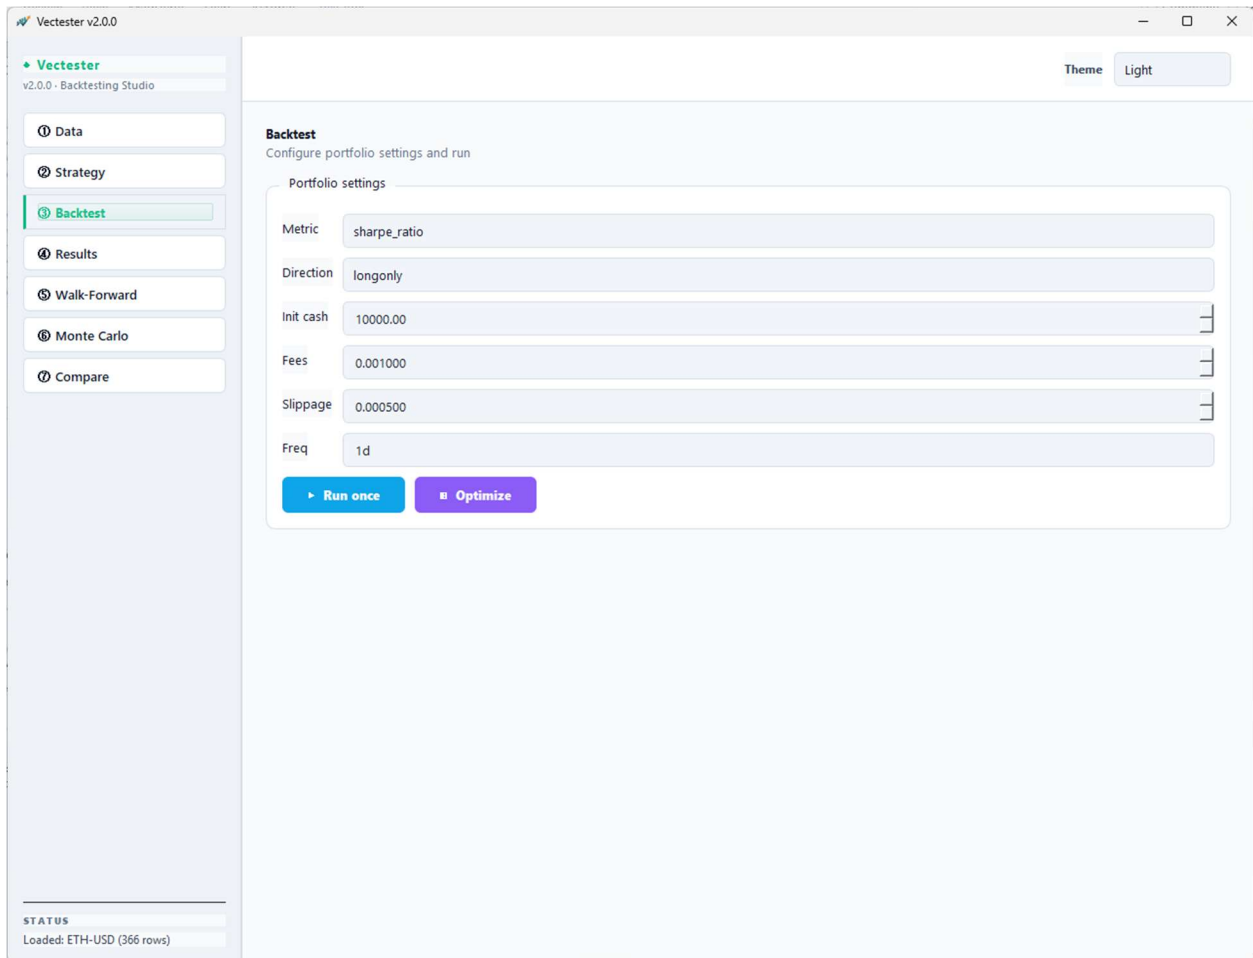 Vectester v2.0.0
Vectester
v2.0.0 · Backtesting Studio
① Data
② Strategy
③ Backtest
④ Results
⑤ Walk-Forward
⑥ Monte Carlo
⑦ Compare
STATUS
Loaded: ETH-USD (366 rows)
Theme Light
Backtest
Configure portfolio settings and run
Portfolio settings
Metric sharpe_ratio
Direction longonly
Init cash 10000.00
Fees 0.001000
Slippage 0.000500
Freq 1d
Run once Optimize